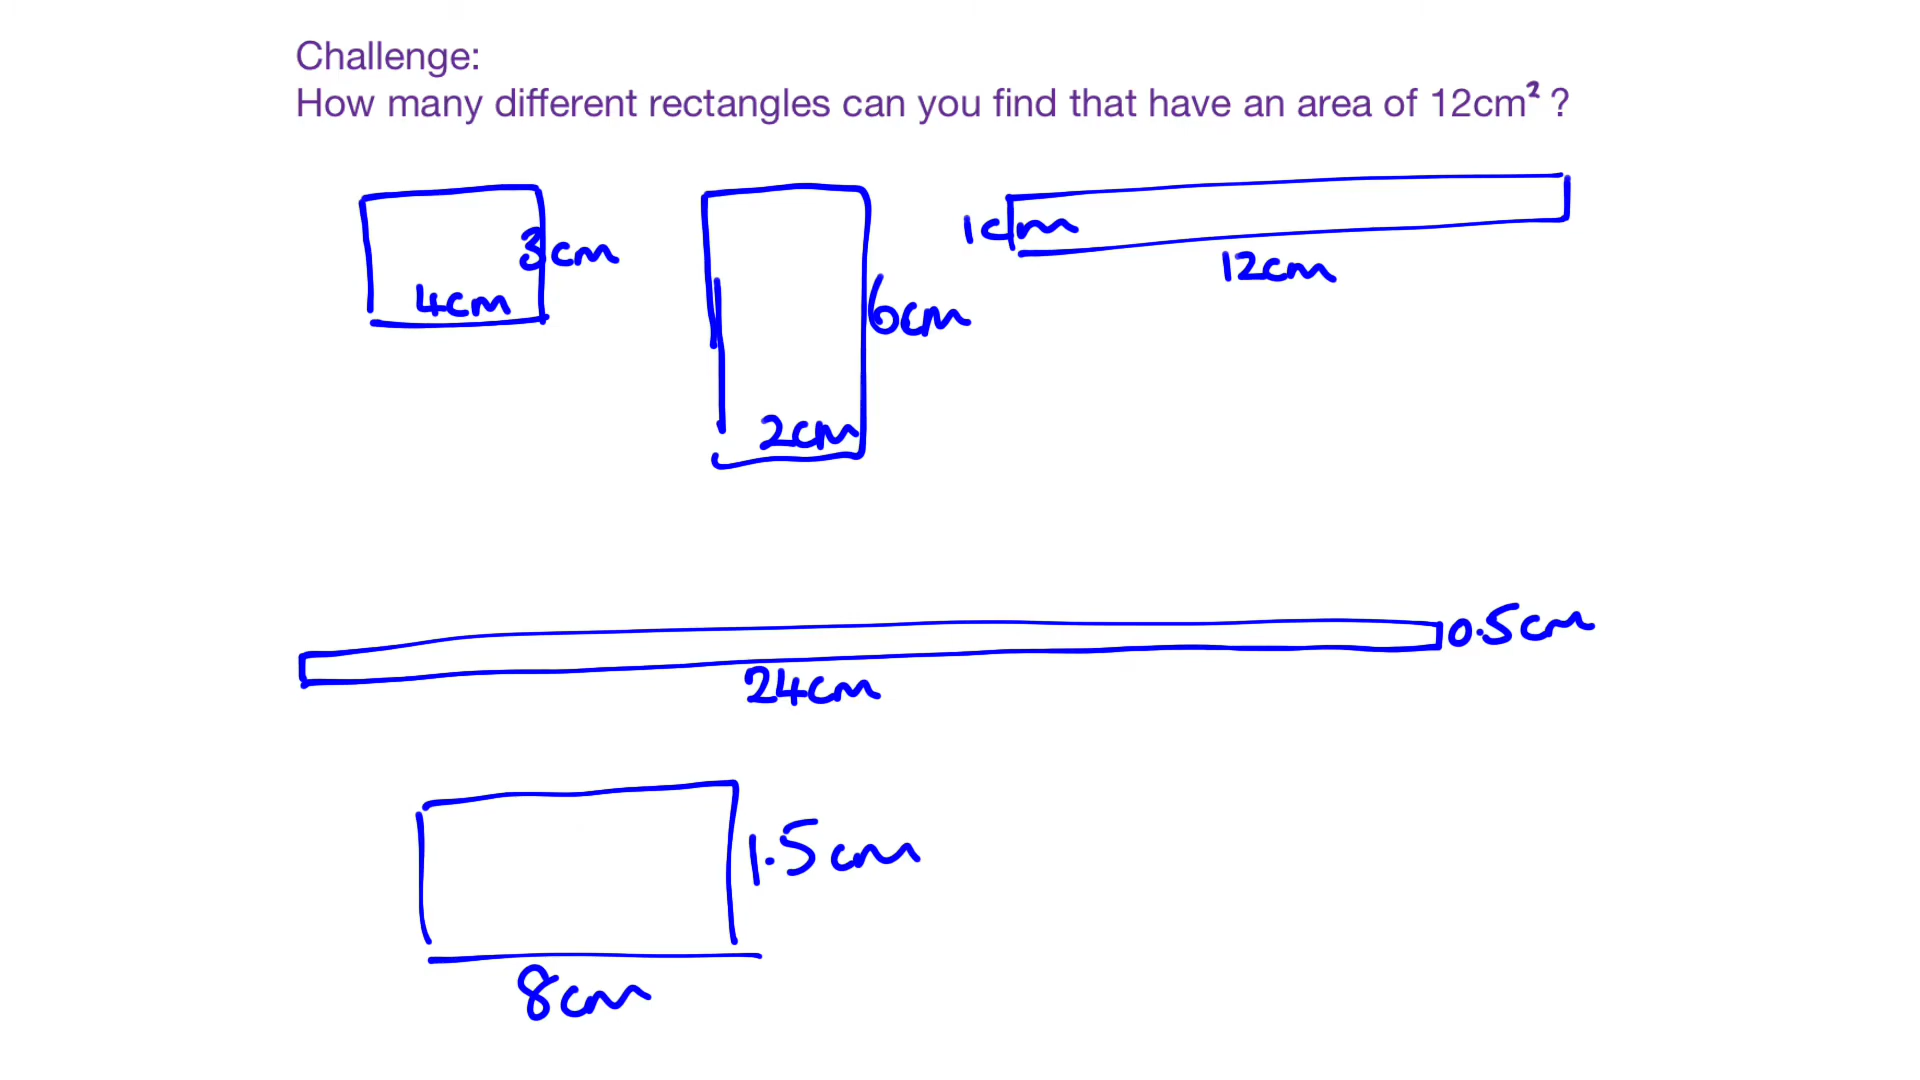 Challenge:
How many different rectangles can you find that have an area of 12cm² ?
3cm
4cm
6cm
2cm
1cm
12cm
24cm
0.5cm
1.5cm
8cm